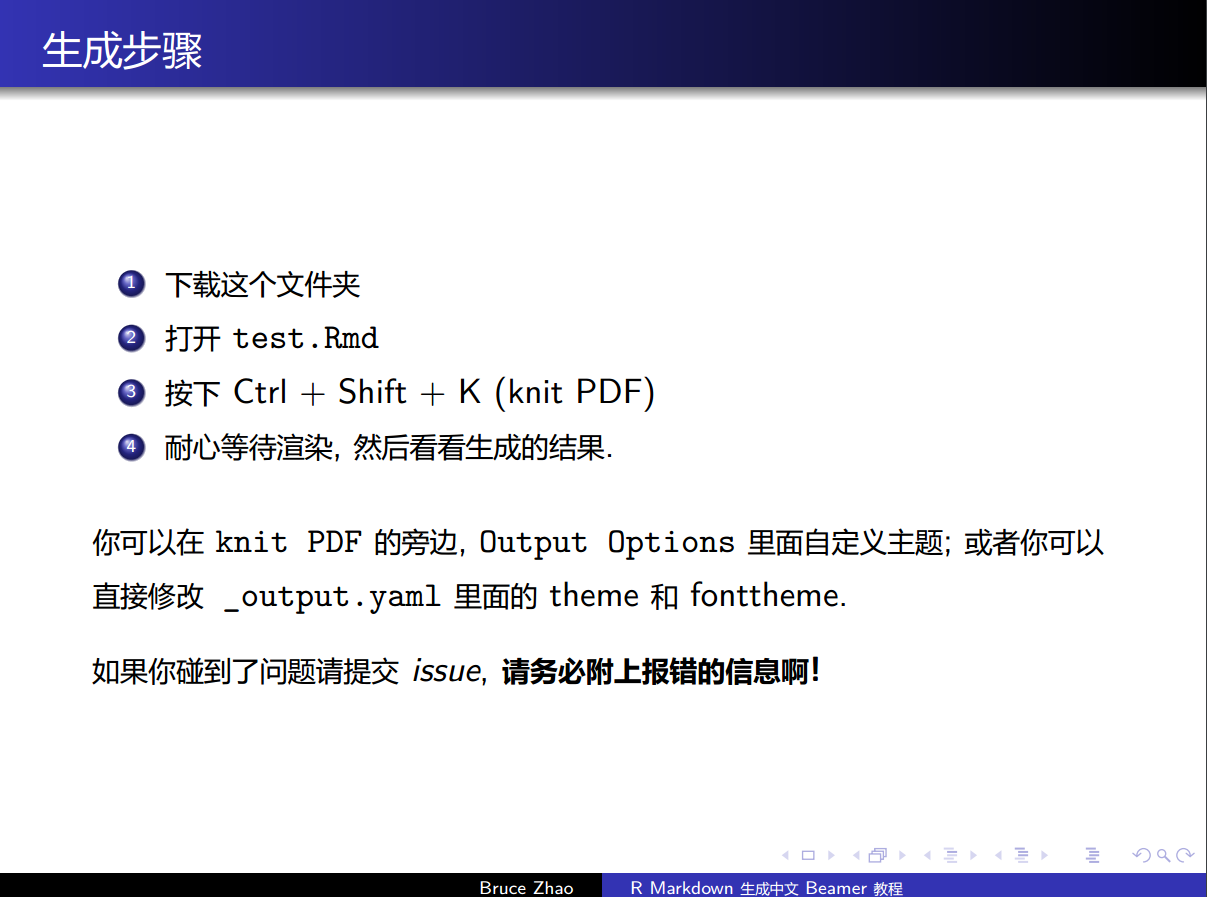 生成步骤
1 下载这个文件夹
2 打开 test.Rmd
3 按下 Ctrl + Shift + K (knit PDF)
4 耐心等待渲染, 然后看看生成的结果.
你可以在 knit PDF 的旁边, Output Options 里面自定义主题; 或者你可以
直接修改 _output.yaml 里面的 theme 和 fonttheme.
如果你碰到了问题请提交 issue, 请务必附上报错的信息啊!
Bruce Zhao R Markdown 生成中文 Beamer 教程